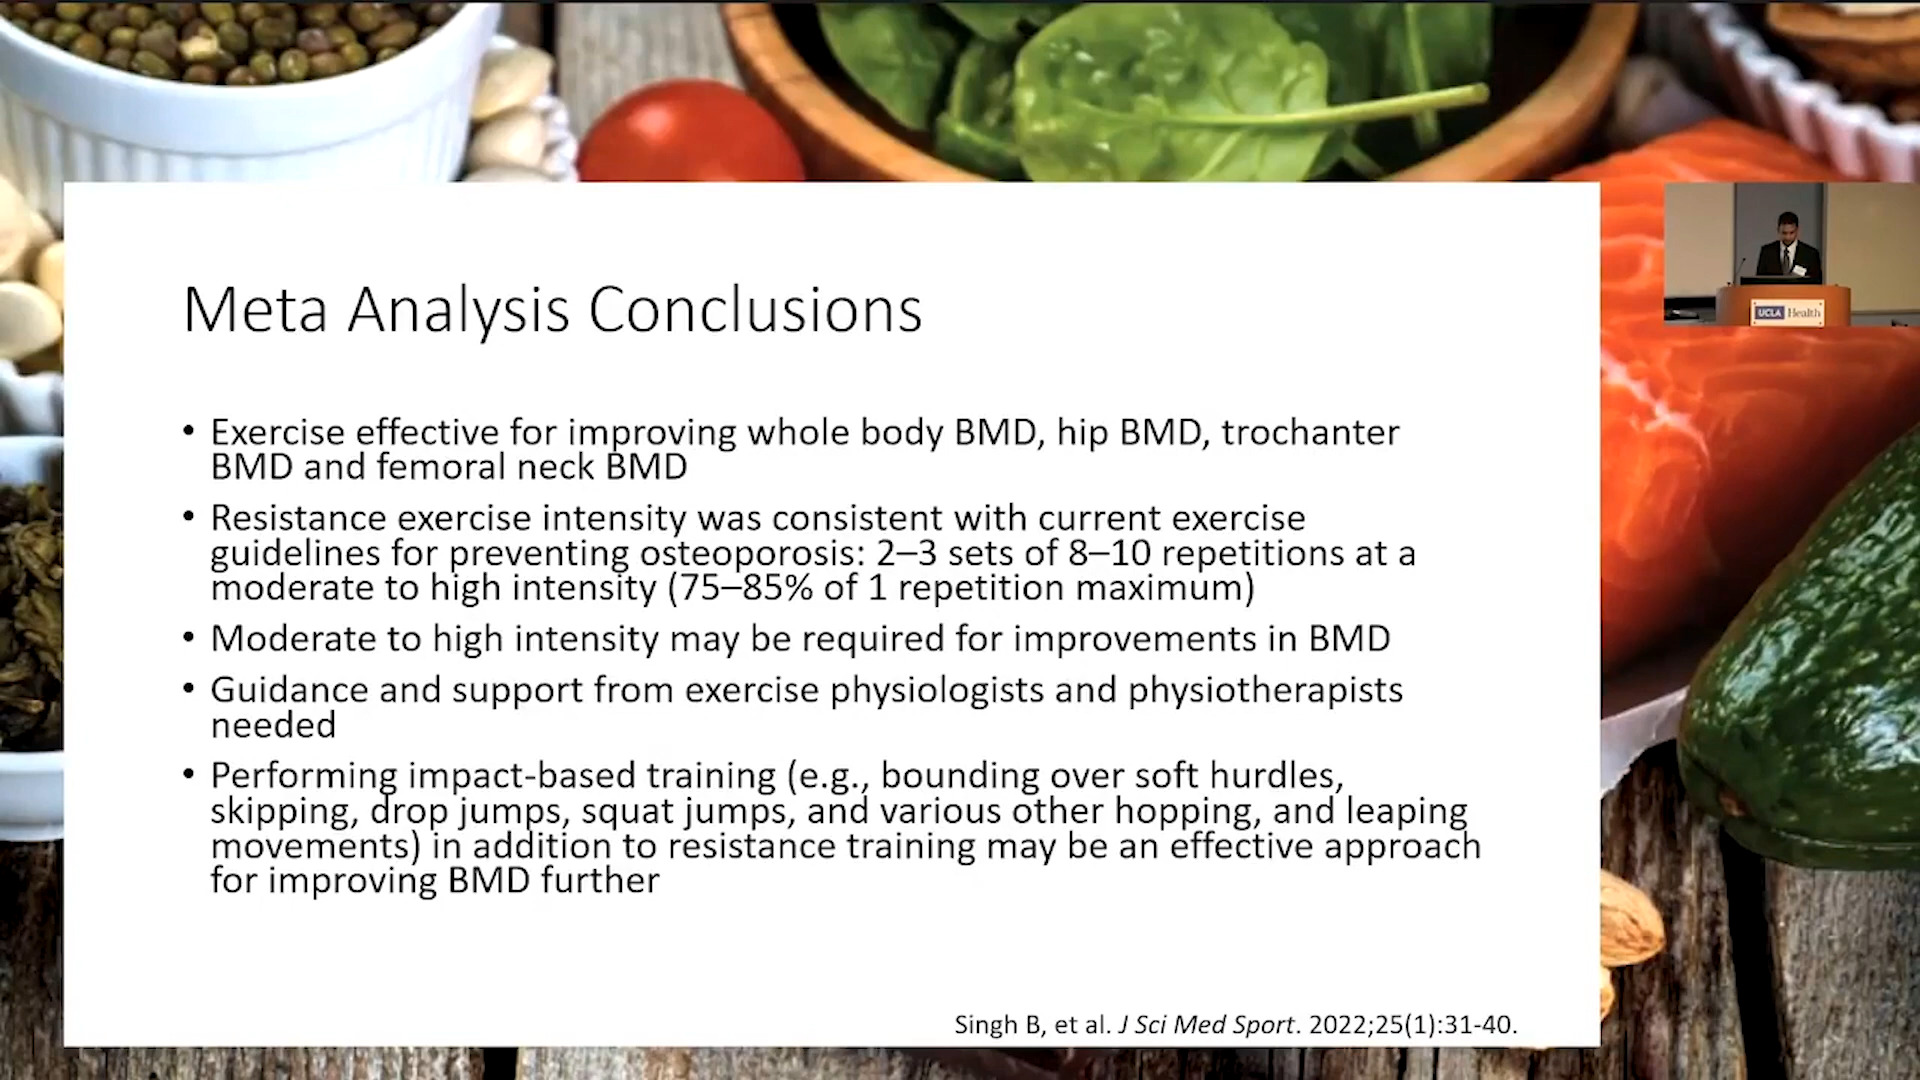 Meta Analysis Conclusions
• Exercise effective for improving whole body BMD, hip BMD, trochanter
BMD and femoral neck BMD
• Resistance exercise intensity was consistent with current exercise
guidelines for preventing osteoporosis: 2–3 sets of 8–10 repetitions at a
moderate to high intensity (75–85% of 1 repetition maximum)
• Moderate to high intensity may be required for improvements in BMD
• Guidance and support from exercise physiologists and physiotherapists
needed
• Performing impact-based training (e.g., bounding over soft hurdles,
skipping, drop jumps, squat jumps, and various other hopping, and leaping
movements) in addition to resistance training may be an effective approach
for improving BMD further
Singh B, et al. J Sci Med Sport. 2022;25(1):31-40.
UCLA Health